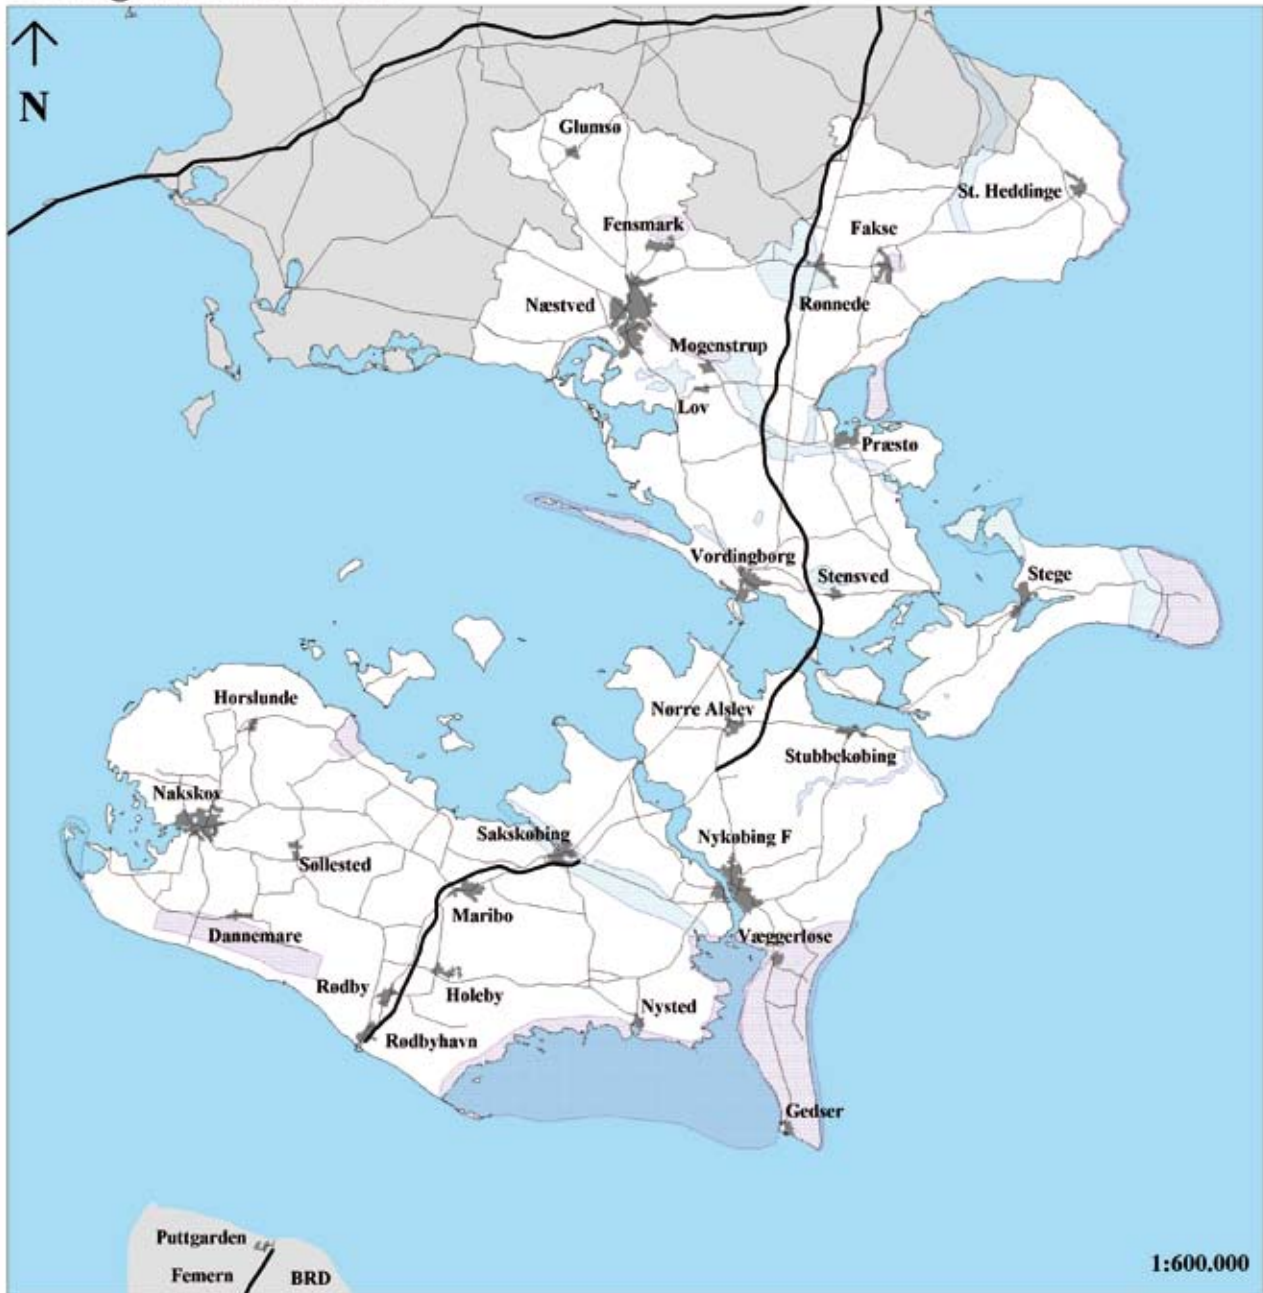 N
Glumsø
St. Heddinge
Fensmark
Fakse
Næstved
Rønnede
Mogenstrup
Lov
Præstø
Vordingborg
Stensved
Stege
Horslunde
Nørre Alslev
Stubbekøbing
Nakskov
Sakskøbing
Nykøbing F
Søllested
Maribo
Dannemare
Væggerløse
Rødby
Holeby
Nysted
Rødbyhavn
Gedser
Puttgarden
Femern
BRD
1:600.000